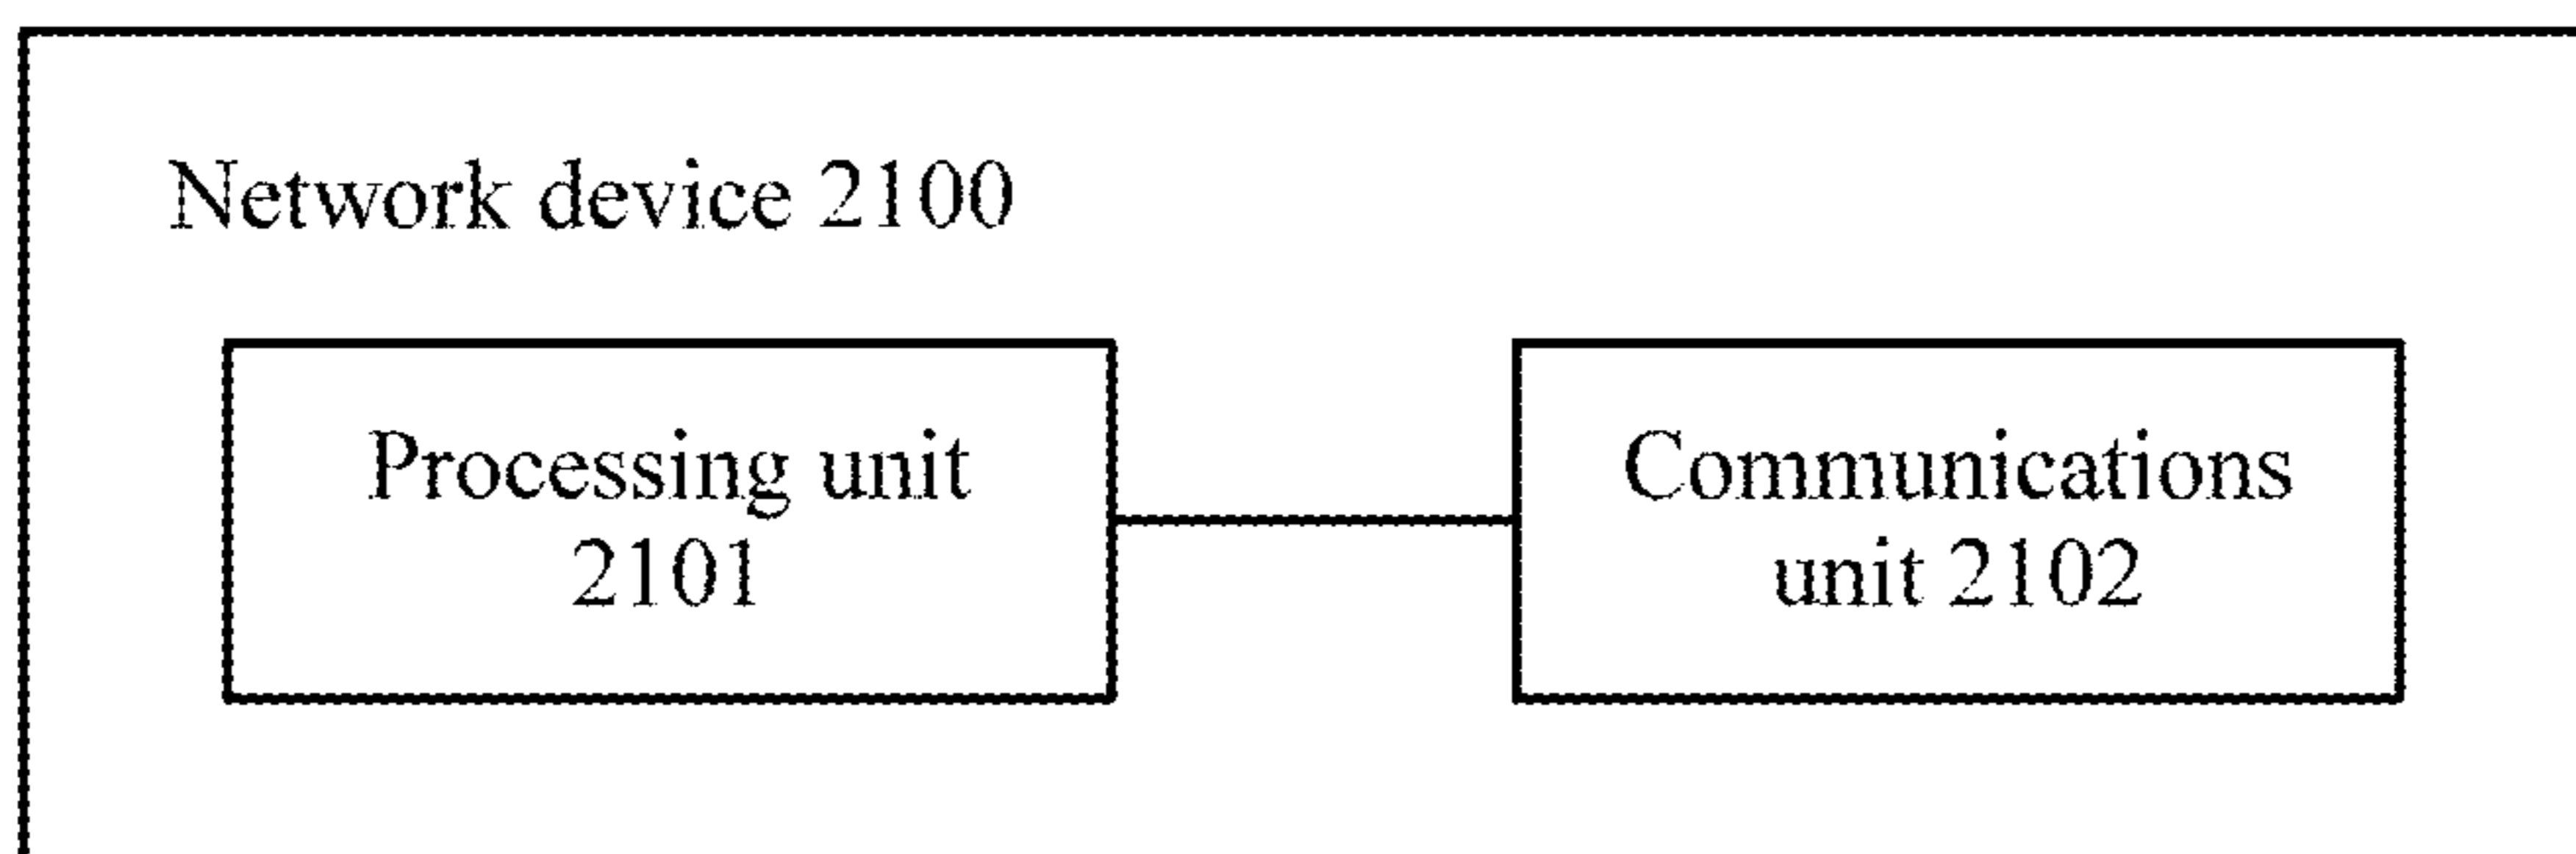 Network device 2100
Processing unit
2101
Communications
unit 2102